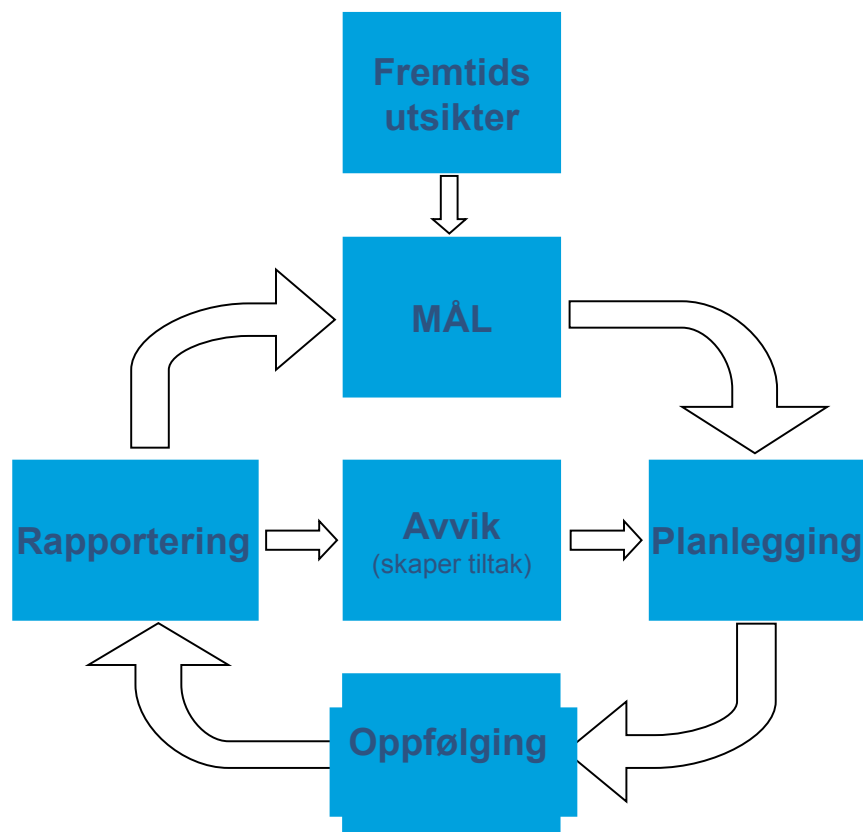 Fremtids
utsikter
MÅL
Rapportering
Avvik
(skaper tiltak)
Planlegging
Oppfølging